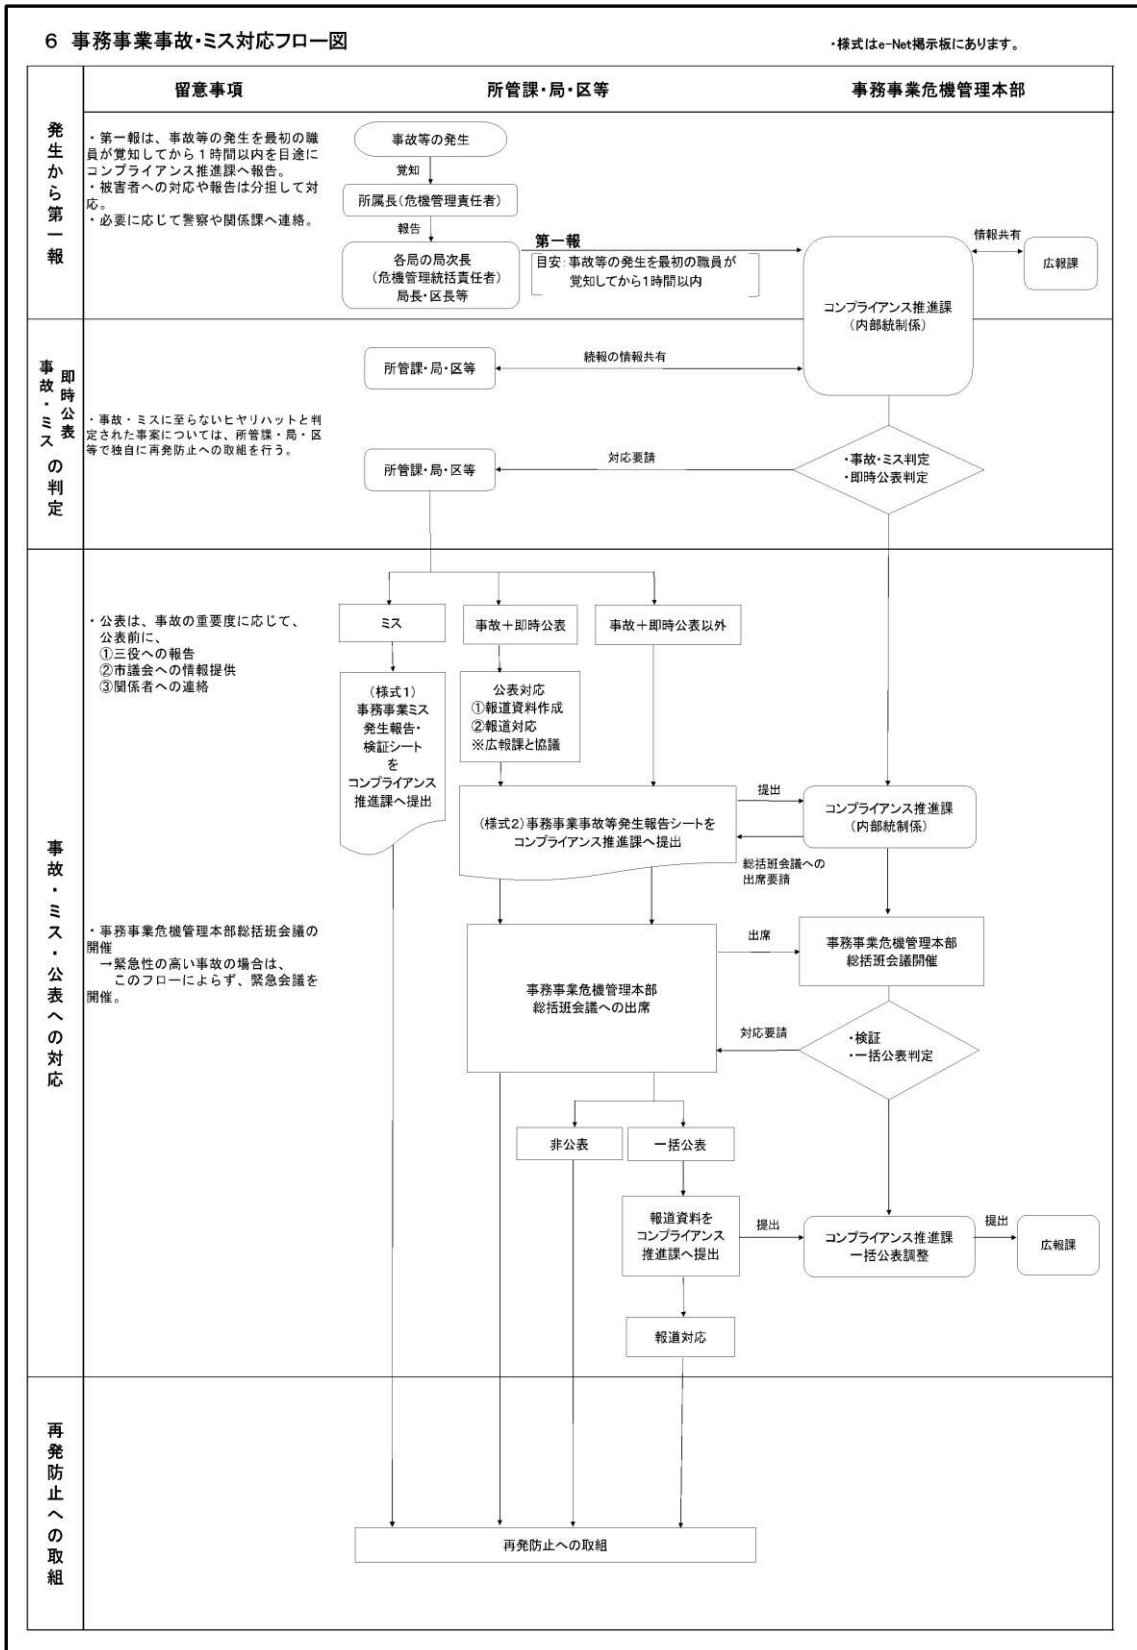 6 事務事業事故・ミス対応フロー図
・様式はe-Net掲示板にあります。
留意事項
所管課・局・区等
事務事業危機管理本部
発生から第一報
・第一報は、事故等の発生を最初の職
員が覚知してから１時間以内を目途に
コンプライアンス推進課へ報告。
・被害者への対応や報告は分担して対
応。
・必要に応じて警察や関係課へ連絡。
事故等の発生
覚知
所属長(危機管理責任者)
報告
各局の局次長
(危機管理統括責任者)
局長・区長等
第一報
目安：事故等の発生を最初の職員が
覚知してから1時間以内
コンプライアンス推進課
(内部統制係)
情報共有
広報課
即時公表
事故・ミス
の判定
・事故・ミスに至らないヒヤリハットと判
定された事案については、所管課・局・区
等で独自に再発防止への取組を行う。
所管課・局・区等
続報の情報共有
所管課・局・区等
対応要請
・事故・ミス判定
・即時公表判定
事故・ミス・公表への対応
・公表は、事故の重要度に応じて、
公表前に、
①三役への報告
②市議会への情報提供
③関係者への連絡
ミス
事故＋即時公表
事故＋即時公表以外
(様式１)
事務事業ミス
発生報告・
検証シート
を
コンプライアンス
推進課へ提出
公表対応
①報道資料作成
②報道対応
※広報課と協議
(様式２)事務事業事故等発生報告シートを
コンプライアンス推進課へ提出
提出
コンプライアンス推進課
(内部統制係)
総括班会議への
出席要請
・事務事業危機管理本部総括班会議の
開催
→緊急性の高い事故の場合は、
このフローによらず、緊急会議を
開催。
事務事業危機管理本部
総括班会議への出席
出席
事務事業危機管理本部
総括班会議開催
対応要請
・検証
・一括公表判定
非公表
一括公表
報道資料を
コンプライアンス
推進課へ提出
提出
コンプライアンス推進課
一括公表調整
提出
広報課
報道対応
再発防止への取組
再発防止への取組